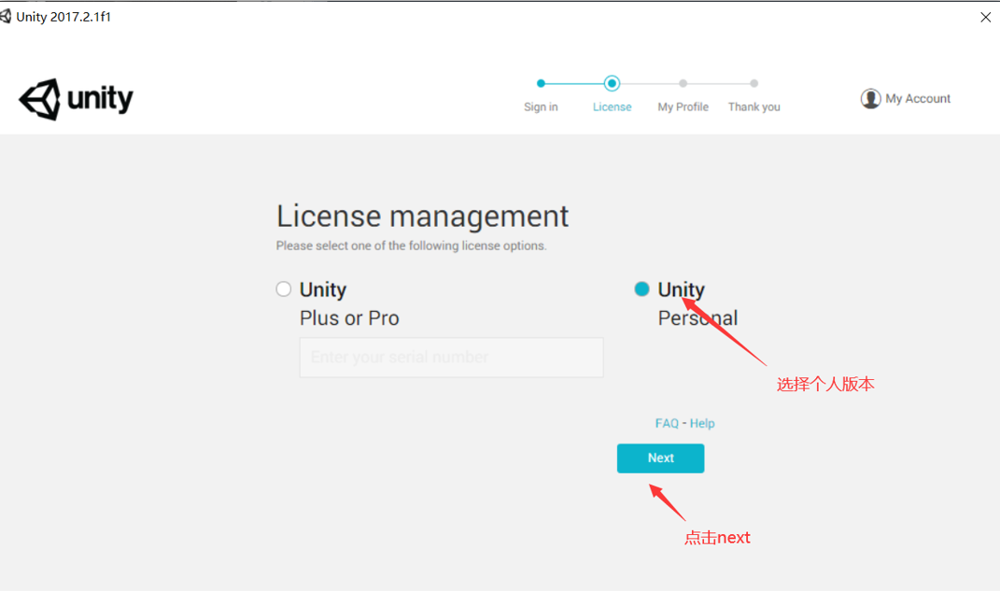 Unity 2017.2.1f1
unity
Sign in
License
My Profile
Thank you
My Account
License management
Please select one of the following license options.
Unity
Plus or Pro
Enter your serial number
Unity
Personal
选择个人版本
FAQ - Help
Next
点击next